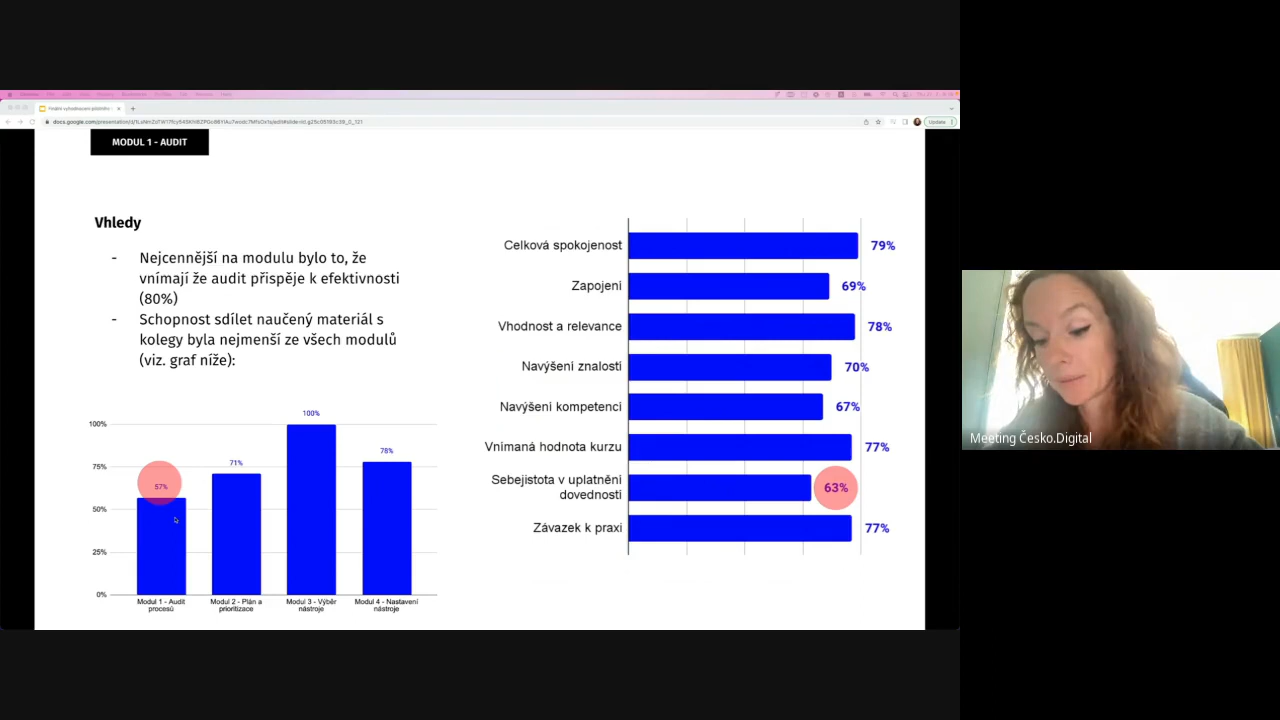 Update
MODUL 1 - AUDIT
Vhledy
- Nejcennější na modulu bylo to, že
vnímají že audit přispěje k efektivnosti
(80%)
- Schopnost sdílet naučený materiál s
kolegy byla nejmenší ze všech modulů
(viz. graf níže):
100%
75%
50%
25%
0%
57%
71%
100%
78%
Modul 1 - Audit
procesů
Modul 2 - Plán a
prioritizace
Modul 3 - Výběr
nástroje
Modul 4 - Nastavení
nástroje
Celková spokojenost 79%
Zapojení 69%
Vhodnost a relevance 78%
Navýšení znalostí 70%
Navýšení kompetencí 67%
Vnímaná hodnota kurzu 77%
Sebejistota v uplatnění
dovedností 63%
Závazek k praxi 77%
Meeting Česko.Digital